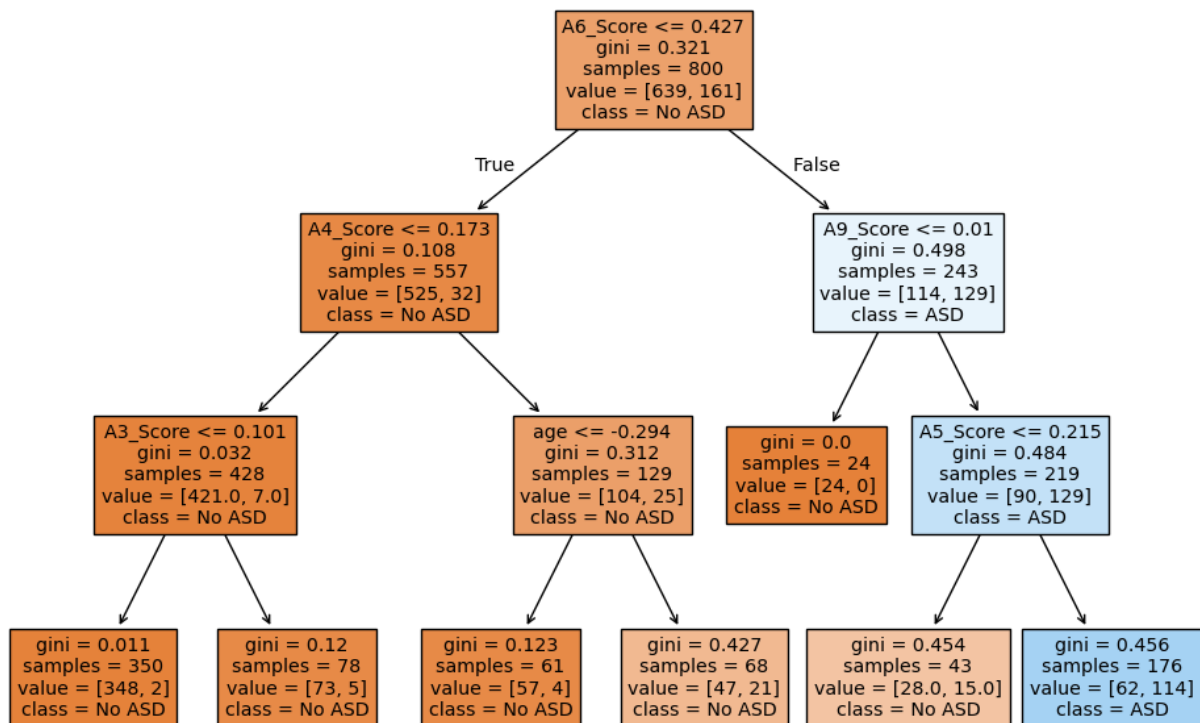 A6_Score <= 0.427
gini = 0.321
samples = 800
value = [639, 161]
class = No ASD
True
False
A4_Score <= 0.173
gini = 0.108
samples = 557
value = [525, 32]
class = No ASD
A9_Score <= 0.01
gini = 0.498
samples = 243
value = [114, 129]
class = ASD
A3_Score <= 0.101
gini = 0.032
samples = 428
value = [421.0, 7.0]
class = No ASD
age <= -0.294
gini = 0.312
samples = 129
value = [104, 25]
class = No ASD
gini = 0.0
samples = 24
value = [24, 0]
class = No ASD
A5_Score <= 0.215
gini = 0.484
samples = 219
value = [90, 129]
class = ASD
gini = 0.011
samples = 350
value = [348, 2]
class = No ASD
gini = 0.12
samples = 78
value = [73, 5]
class = No ASD
gini = 0.123
samples = 61
value = [57, 4]
class = No ASD
gini = 0.427
samples = 68
value = [47, 21]
class = No ASD
gini = 0.454
samples = 43
value = [28.0, 15.0]
class = No ASD
gini = 0.456
samples = 176
value = [62, 114]
class = ASD